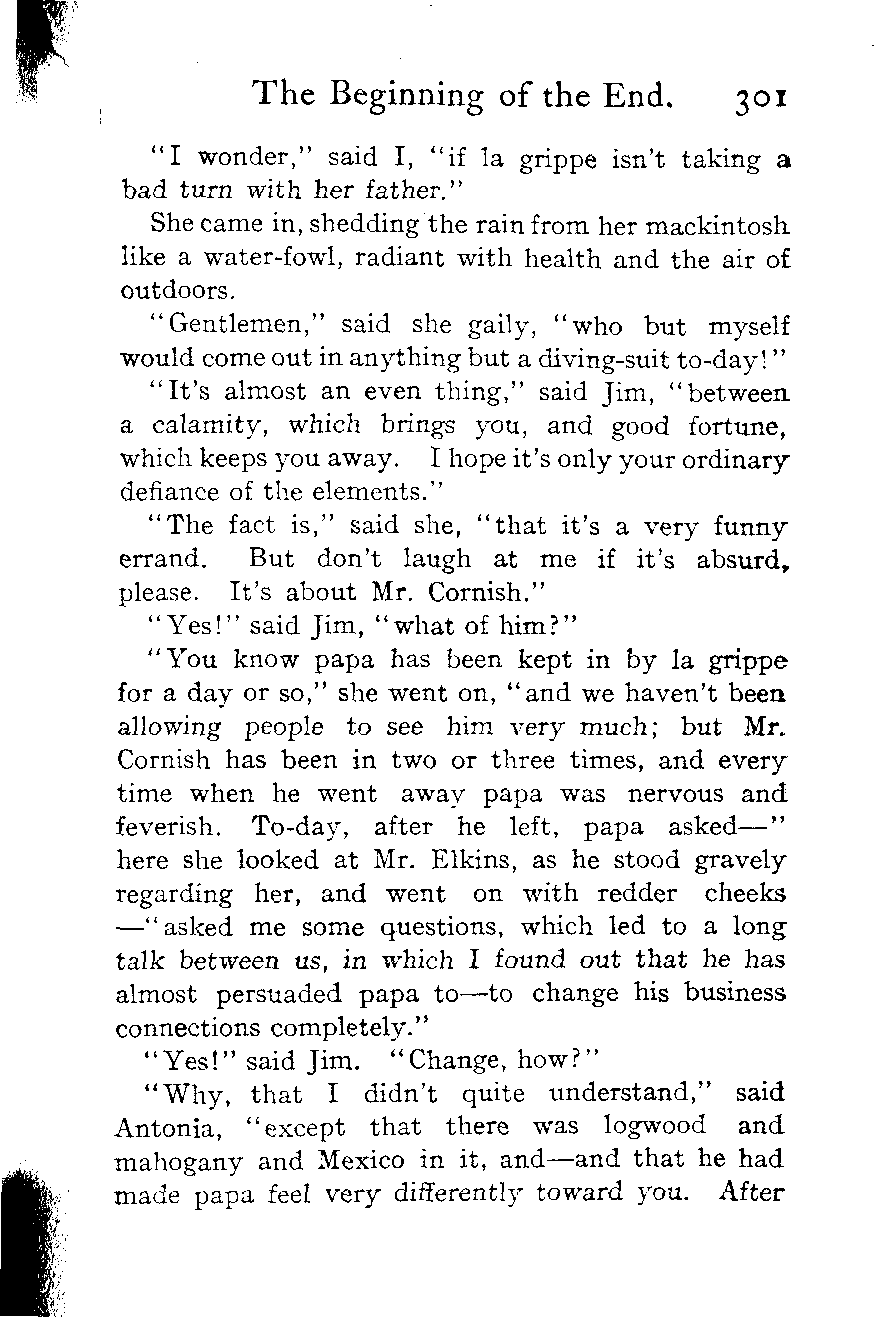 The Beginning of the End. 301
"I wonder," said I, "if la grippe isn't taking a
bad turn with her father."
She came in, shedding the rain from her mackintosh
like a water-fowl, radiant with health and the air of
outdoors.
"Gentlemen," said she gaily, "who but myself
would come out in anything but a diving-suit to-day!"
"It's almost an even thing," said Jim, "between
a calamity, which brings you, and good fortune,
which keeps you away. I hope it's only your ordinary
defiance of the elements."
"The fact is," said she, "that it's a very funny
errand. But don't laugh at me if it's absurd,
please. It's about Mr. Cornish."
"Yes!" said Jim, "what of him?"
"You know papa has been kept in by la grippe
for a day or so," she went on, "and we haven't been
allowing people to see him very much; but Mr.
Cornish has been in two or three times, and every
time when he went away papa was nervous and
feverish. To-day, after he left, papa asked—"
here she looked at Mr. Elkins, as he stood gravely
regarding her, and went on with redder cheeks
—"asked me some questions, which led to a long
talk between us, in which I found out that he has
almost persuaded papa to—to change his business
connections completely."
"Yes!" said Jim. "Change, how?"
"Why, that I didn't quite understand," said
Antonia, "except that there was logwood and
mahogany and Mexico in it, and—and that he had
made papa feel very differently toward you. After